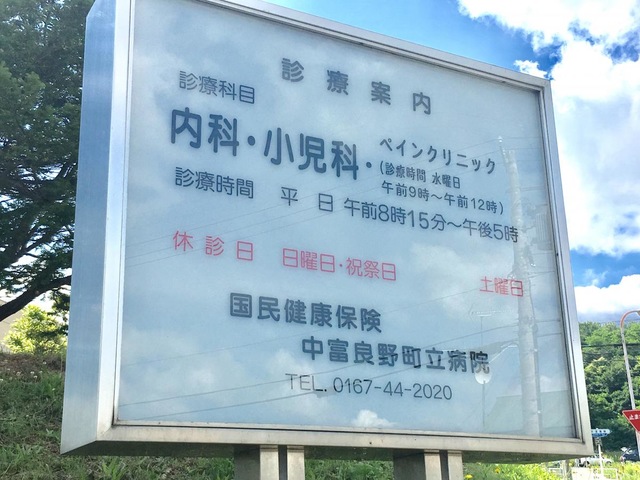 診療案内
診療科目
内科・小児科・ペインクリニック
(診療時間 水曜日
午前9時〜午前12時)
診療時間 平日 午前8時15分〜午後5時
休診日 日曜日・祝祭日 土曜日
国民健康保険
中富良野町立病院
TEL. 0167-44-2020